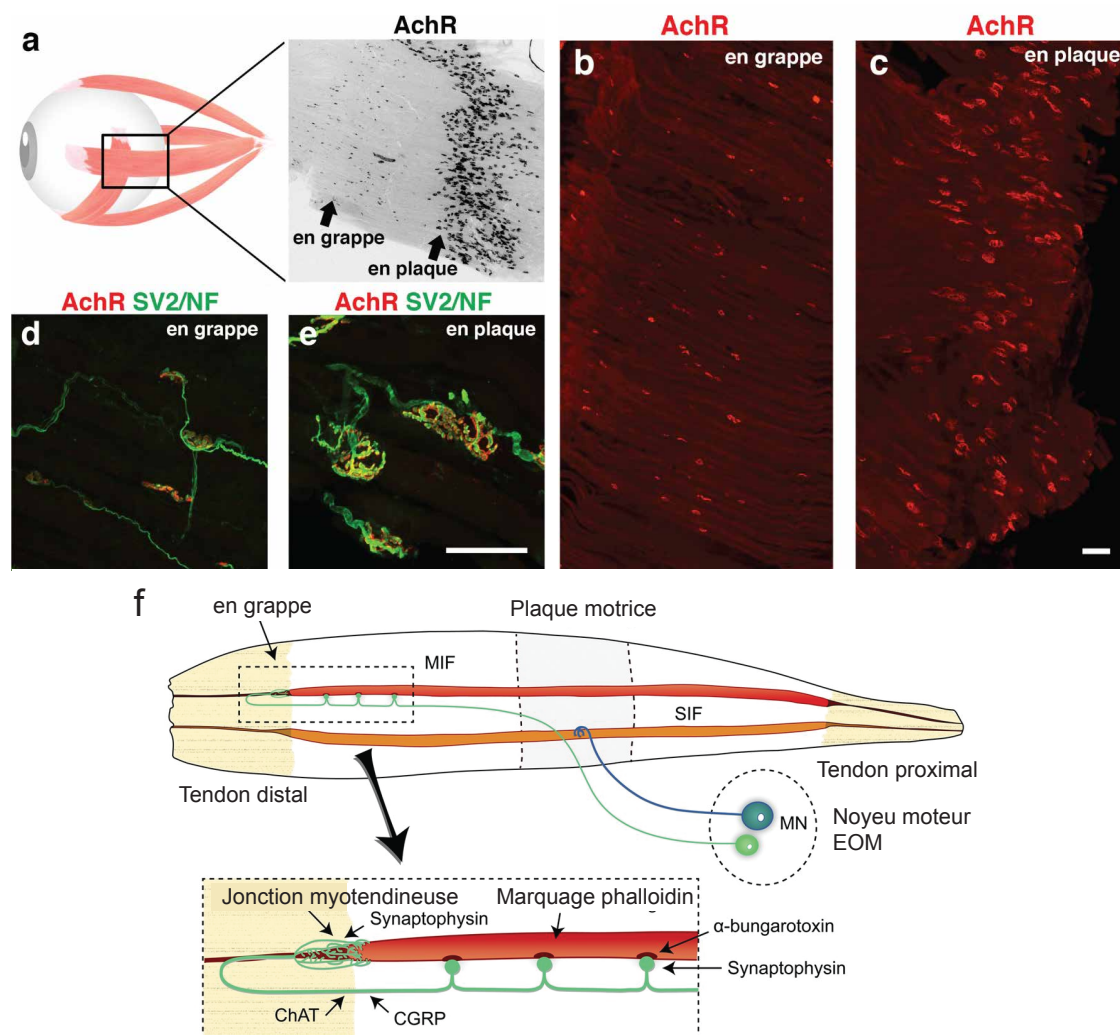 a
AchR
en grappe
en plaque
AchR
b
en grappe
AchR
c
en plaque
AchR SV2/NF
d
en grappe
AchR SV2/NF
e
en plaque
f
en grappe
Plaque motrice
MIF
SIF
Tendon distal
Tendon proximal
MN
Noyeu moteur
EOM
Jonction myotendineuse
Synaptophysin
Marquage phalloidin
α-bungarotoxin
Synaptophysin
ChAT
CGRP